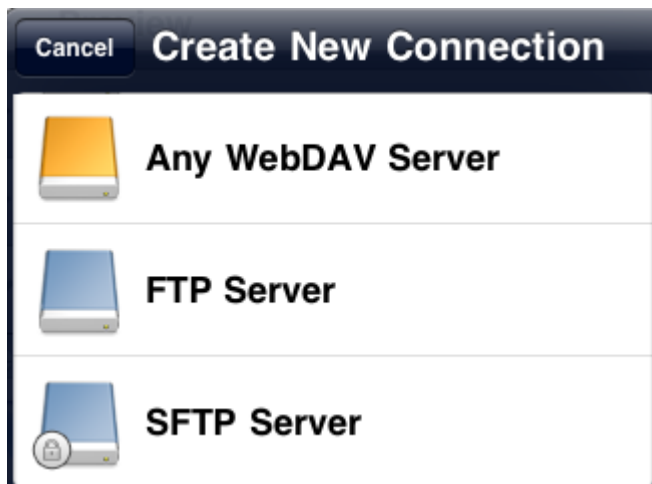 Cancel
Create New Connection
Any WebDAV Server
FTP Server
SFTP Server